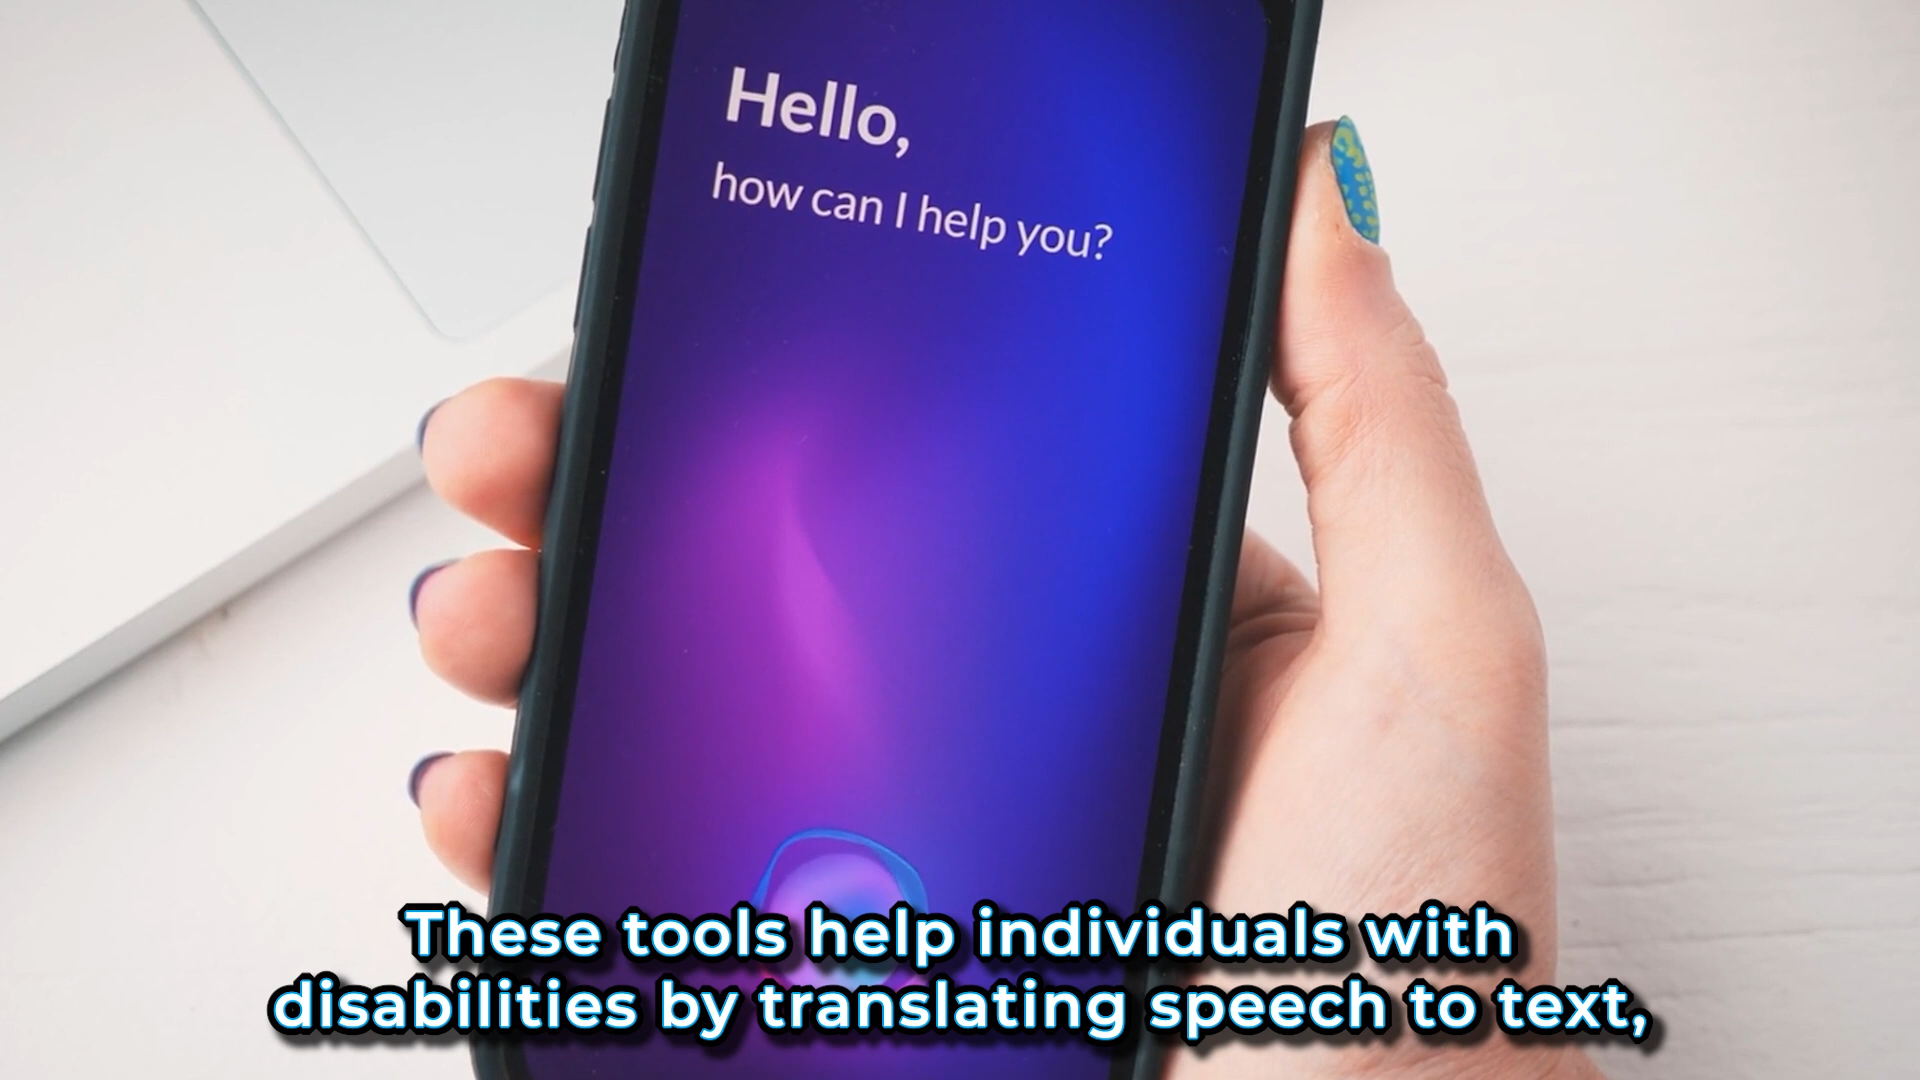 Hello,
how can I help you?
These tools help individuals with
disabilities by translating speech to text,